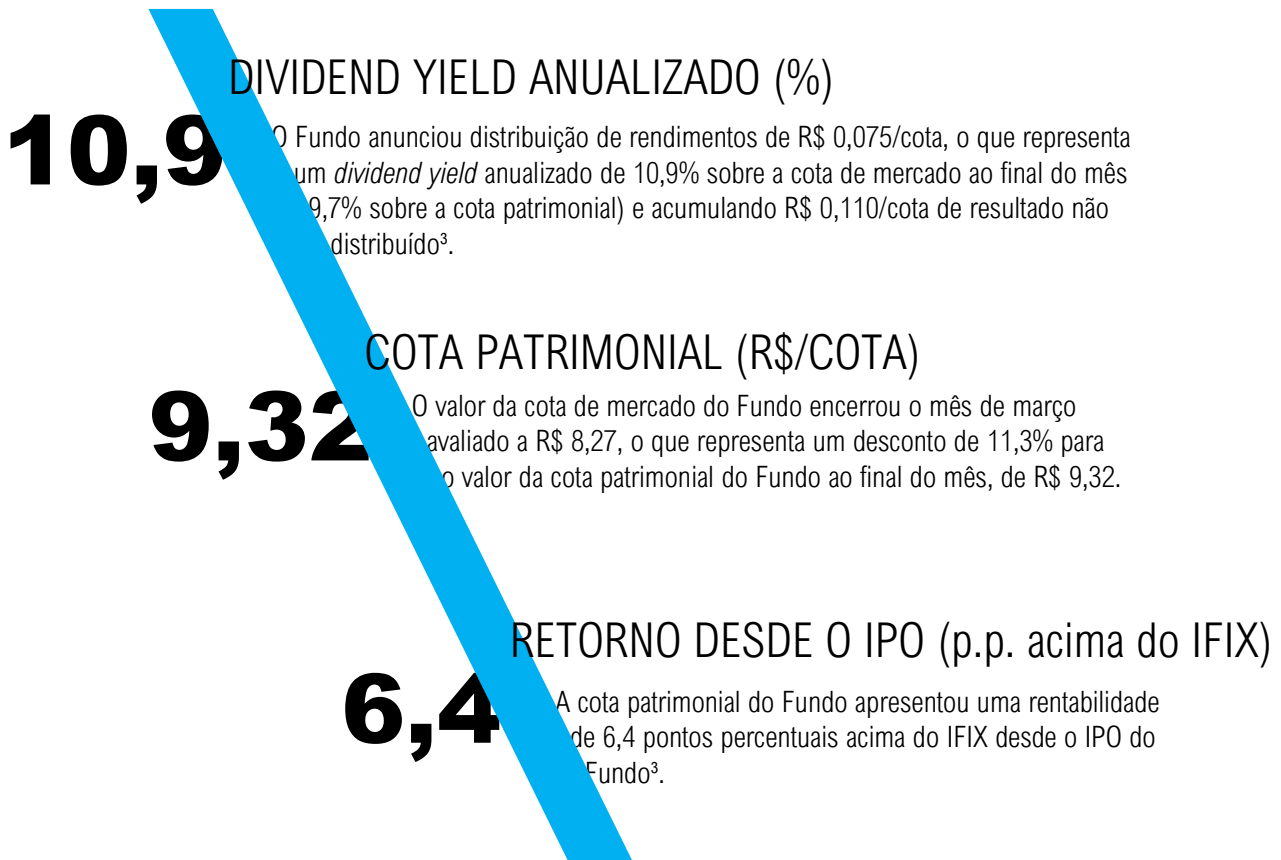 DIVIDEND YIELD ANUALIZADO (%)
10,9
O Fundo anunciou distribuição de rendimentos de R$ 0,075/cota, o que representa
um dividend yield anualizado de 10,9% sobre a cota de mercado ao final do mês
9,7% sobre a cota patrimonial) e acumulando R$ 0,110/cota de resultado não
distribuído³.
COTA PATRIMONIAL (R$/COTA)
9,32
O valor da cota de mercado do Fundo encerrou o mês de março
avaliado a R$ 8,27, o que representa um desconto de 11,3% para
o valor da cota patrimonial do Fundo ao final do mês, de R$ 9,32.
RETORNO DESDE O IPO (p.p. acima do IFIX)
6,4
A cota patrimonial do Fundo apresentou uma rentabilidade
de 6,4 pontos percentuais acima do IFIX desde o IPO do
Fundo³.